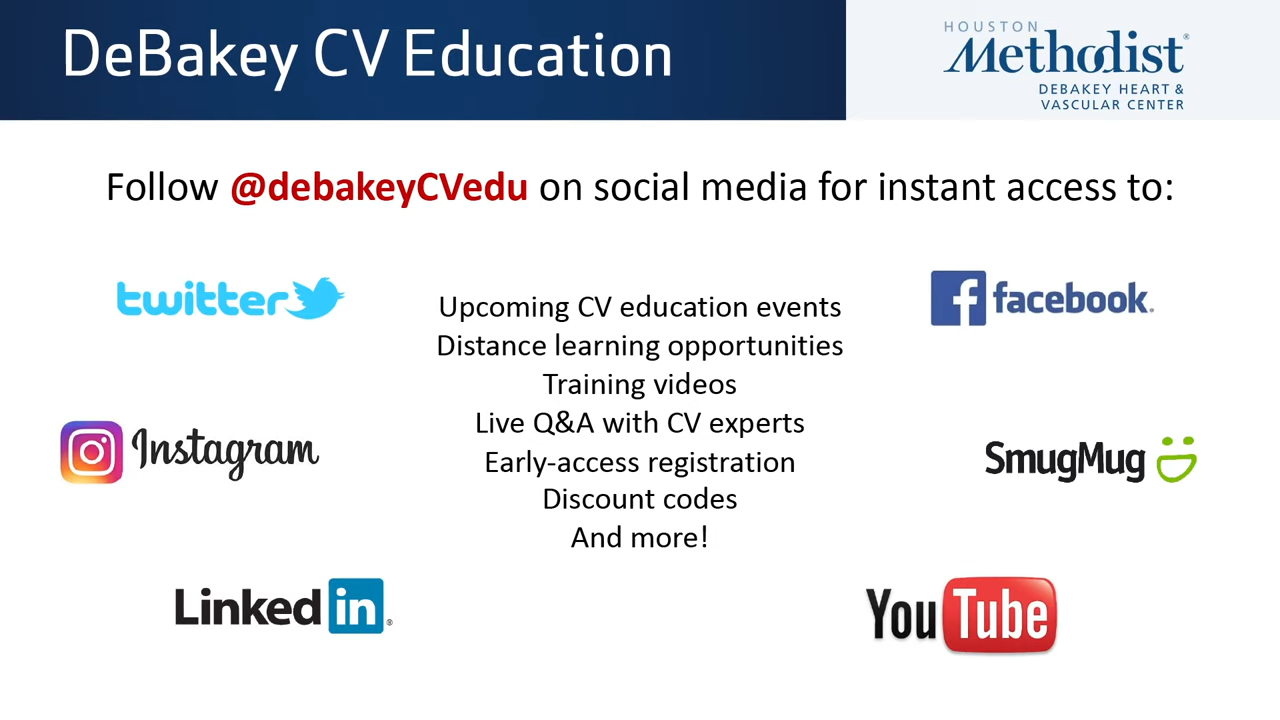 DeBakey CV Education
HOUSTON
Methodist®
DEBAKEY HEART &
VASCULAR CENTER
Follow @debakeyCVedu on social media for instant access to:
twitter
facebook®
Upcoming CV education events
Distance learning opportunities
Training videos
Live Q&A with CV experts
Early-access registration
Discount codes
And more!
Instagram
SmugMug
Linked in®
YouTube